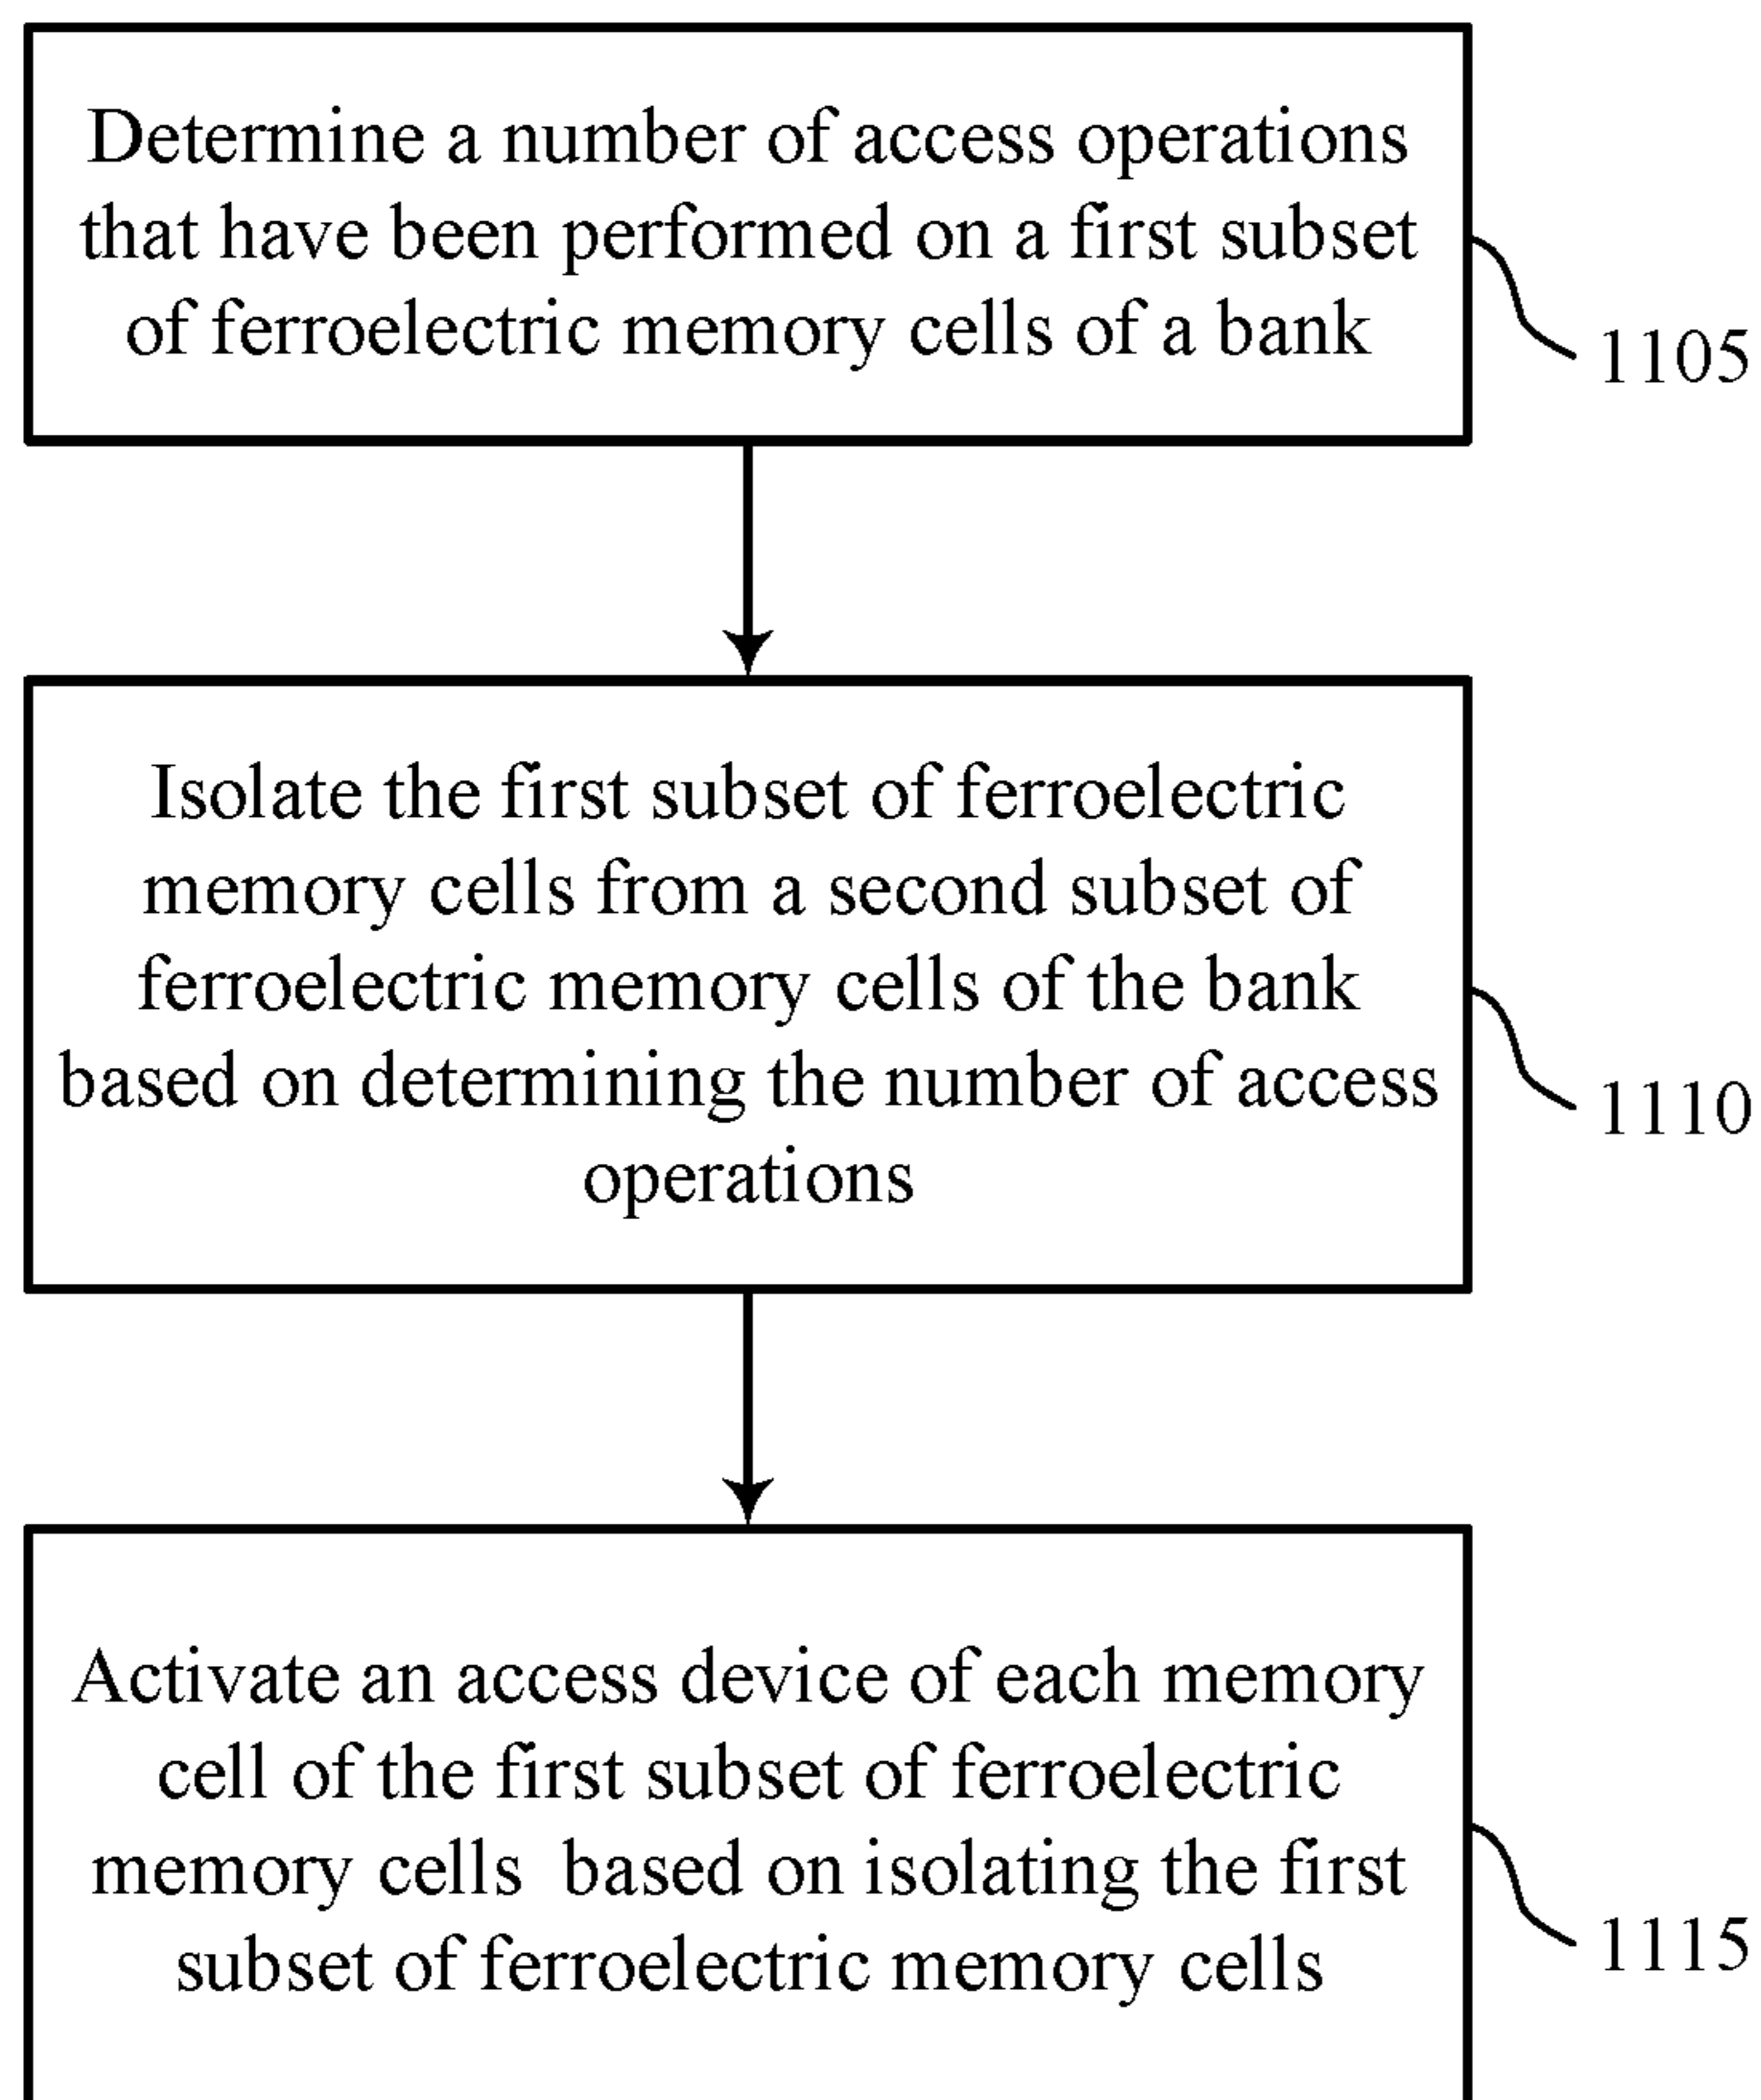 Determine a number of access operations
that have been performed on a first subset
of ferroelectric memory cells of a bank
1105
Isolate the first subset of ferroelectric
memory cells from a second subset of
ferroelectric memory cells of the bank
based on determining the number of access
operations
1110
Activate an access device of each memory
cell of the first subset of ferroelectric
memory cells  based on isolating the first
subset of ferroelectric memory cells
1115